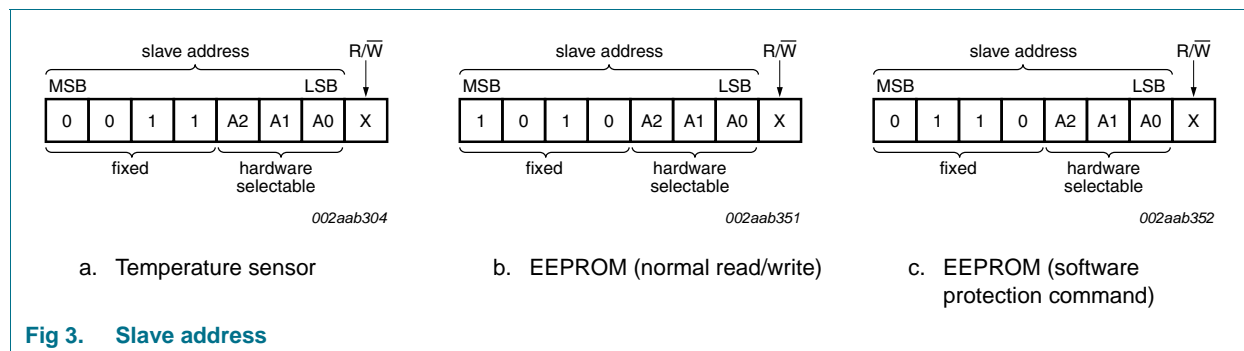 slave address
R/W̅
MSB
LSB
0 0 1 1 A2 A1 A0 X
fixed
hardware
selectable
002aab304
a. Temperature sensor
slave address
R/W̅
MSB
LSB
1 0 1 0 A2 A1 A0 X
fixed
hardware
selectable
002aab351
b. EEPROM (normal read/write)
slave address
R/W̅
MSB
LSB
0 1 1 0 A2 A1 A0 X
fixed
hardware
selectable
002aab352
c. EEPROM (software
protection command)
Fig 3. Slave address